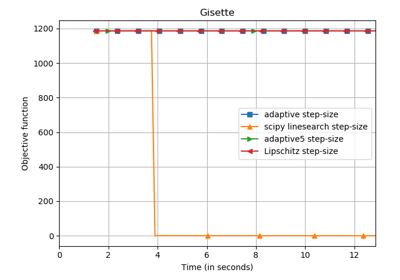 Gisette
1200
1000
800
600
400
200
0
Objective function
adaptive step-size
scipy linesearch step-size
adaptive5 step-size
Lipschitz step-size
0 2 4 6 8 10 12
Time (in seconds)